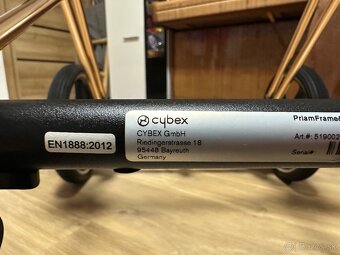 cybex
CYBEX GmbH
Riedingerstrasse 18
95448 Bayreuth
Germany
EN1888:2012
PriamFrame
Art.#: 519002
Serial#